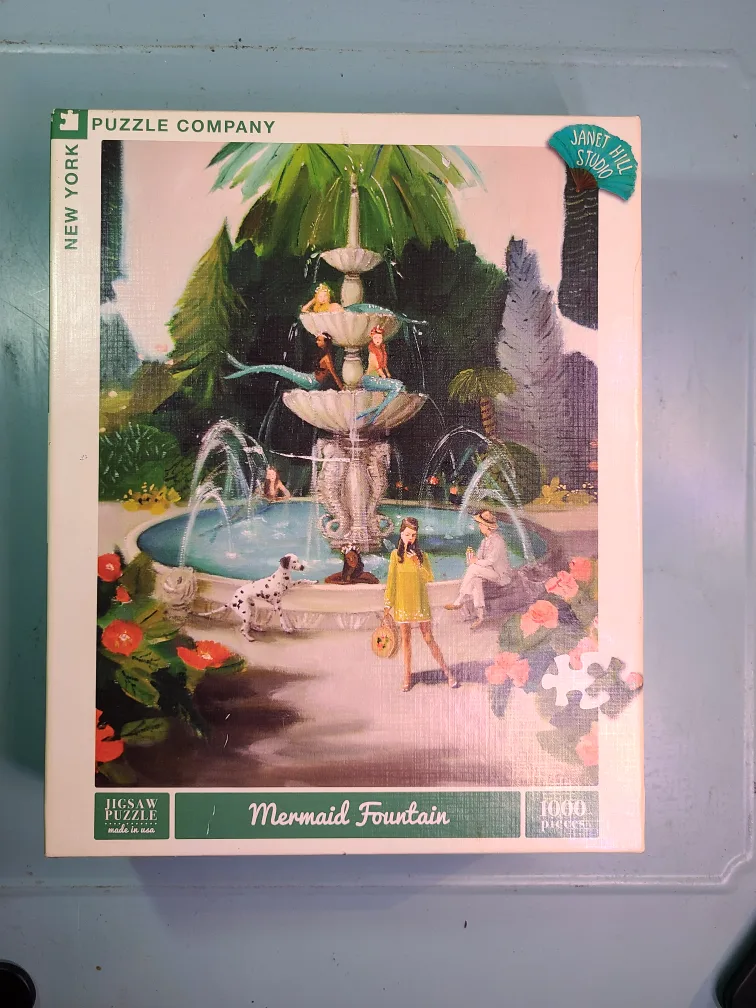 NEW YORK
PUZZLE COMPANY
JANET HILL
STUDIO
JIGSAW
PUZZLE
made in usa
Mermaid Fountain
1000
pieces